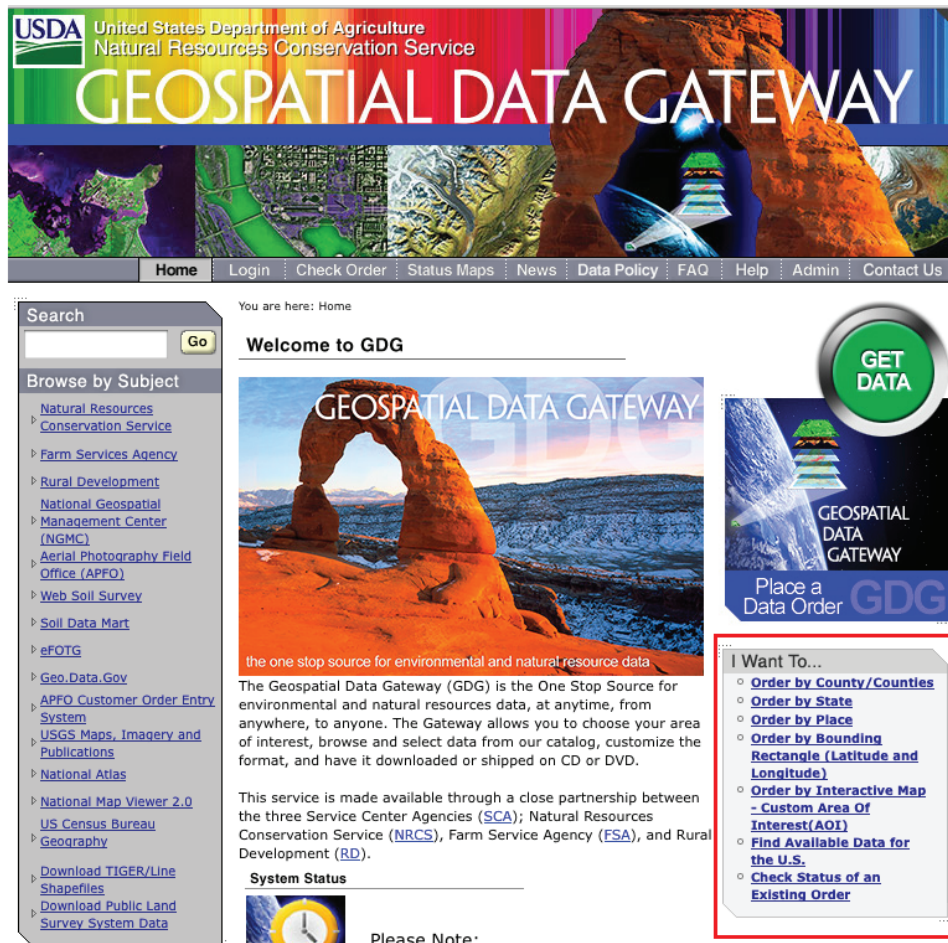 USDA
United States Department of Agriculture
Natural Resources Conservation Service
GEOSPATIAL DATA GATEWAY
Home
Login
Check Order
Status Maps
News
Data Policy
FAQ
Help
Admin
Contact Us
Search
Go
Browse by Subject
Natural Resources
Conservation Service
Farm Services Agency
Rural Development
National Geospatial
Management Center
(NGMC)
Aerial Photography Field
Office (APFO)
Web Soil Survey
Soil Data Mart
eFOTG
Geo.Data.Gov
APFO Customer Order Entry
System
USGS Maps, Imagery and
Publications
National Atlas
National Map Viewer 2.0
US Census Bureau
Geography
Download TIGER/Line
Shapefiles
Download Public Land
Survey System Data
You are here: Home
Welcome to GDG
GEOSPATIAL DATA GATEWAY
GDG
the one stop source for environmental and natural resource data
The Geospatial Data Gateway (GDG) is the One Stop Source for
environmental and natural resources data, at anytime, from
anywhere, to anyone. The Gateway allows you to choose your area
of interest, browse and select data from our catalog, customize the
format, and have it downloaded or shipped on CD or DVD.
This service is made available through a close partnership between
the three Service Center Agencies (SCA); Natural Resources
Conservation Service (NRCS), Farm Service Agency (FSA), and Rural
Development (RD).
System Status
Please Note:
GET
DATA
GEOSPATIAL
DATA
GATEWAY
Place a
Data Order
GDG
I Want To...
Order by County/Counties
Order by State
Order by Place
Order by Bounding
Rectangle (Latitude and
Longitude)
Order by Interactive Map
- Custom Area Of
Interest(AOI)
Find Available Data for
the U.S.
Check Status of an
Existing Order